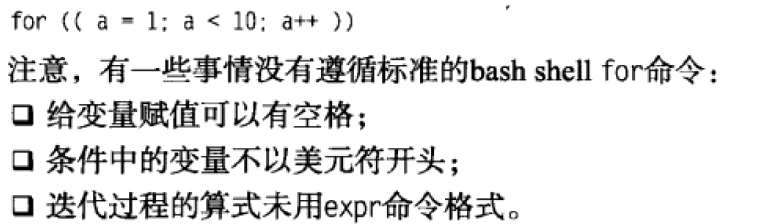 for (( a = 1; a < 10; a++ ))
注意，有一些事情没有遵循标准的bash shell for命令：
❑ 给变量赋值可以有空格；
❑ 条件中的变量不以美元符开头；
❑ 迭代过程的算式未用expr命令格式。